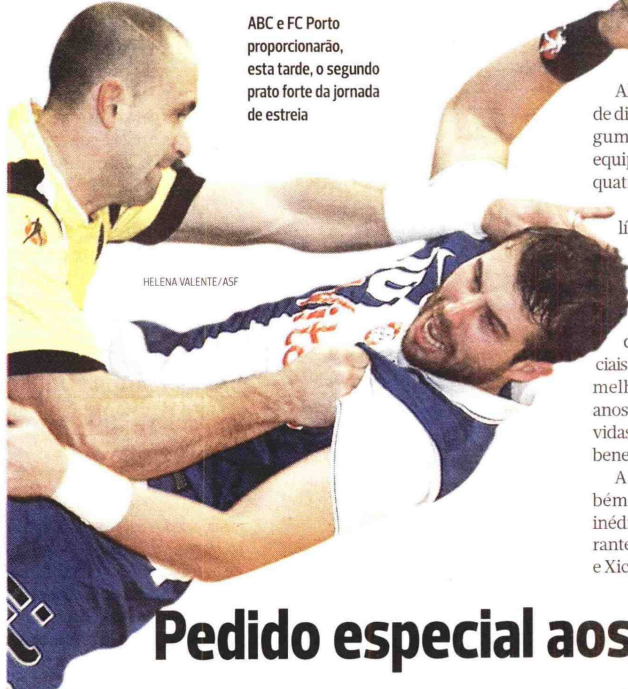 ABC e FC Porto
proporcionarão,
esta tarde, o segundo
prato forte da jornada
de estreia
HELENA VALENTE/ASF
A
de di
gum
equip
quat
lí
c
ciais
melh
anos
vidas
bene
A
bém
inédi
rante
e Xic
Pedido especial aos